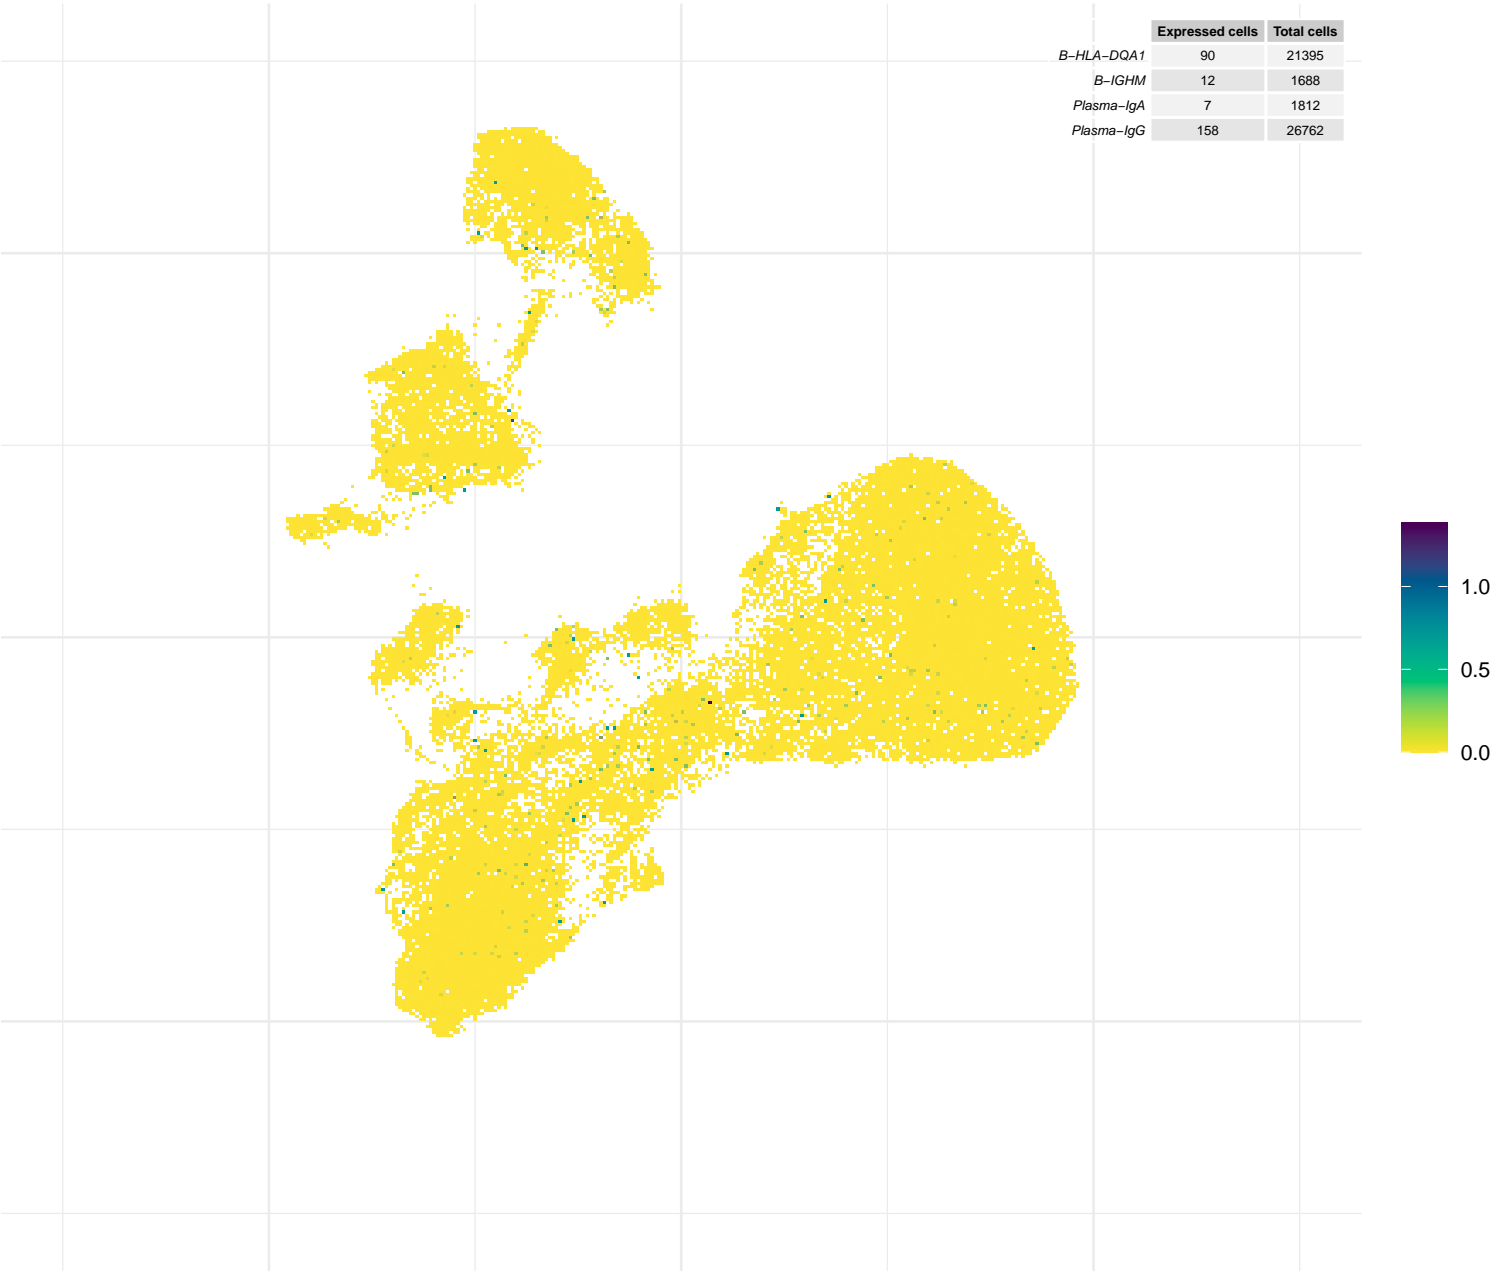 Expressed cells Total cells
B–HLA–DQA1 90 21395
B–IGHM 12 1688
Plasma–IgA 7 1812
Plasma–IgG 158 26762
1.0
0.5
0.0